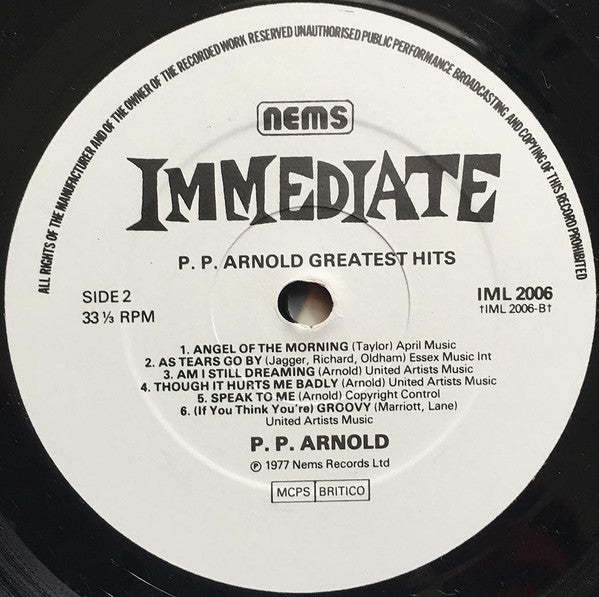 ALL RIGHTS OF THE MANUFACTURER AND OF THE OWNER OF THE RECORDED WORK RESERVED UNAUTHORISED PUBLIC PERFORMANCE BROADCASTING AND COPYING OF THIS RECORD PROHIBITED
nems
IMMEDIATE
P. P. ARNOLD GREATEST HITS
SIDE 2
33 ⅓ RPM
IML 2006
†IML 2006-B†
1. ANGEL OF THE MORNING (Taylor) April Music
2. AS TEARS GO BY (Jagger, Richard, Oldham) Essex Music Int
3. AM I STILL DREAMING (Arnold) United Artists Music
4. THOUGH IT HURTS ME BADLY (Arnold) United Artists Music
5. SPEAK TO ME (Arnold) Copyright Control
6. (If You Think You're) GROOVY (Marriott, Lane)
United Artists Music
P. P. ARNOLD
℗ 1977 Nems Records Ltd
MCPS BRITICO